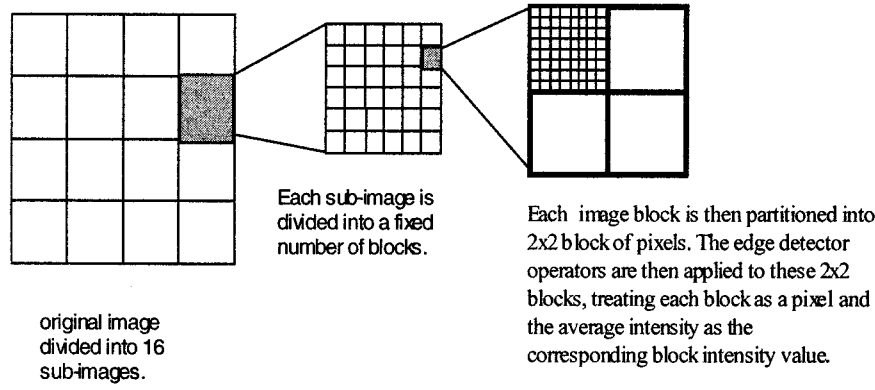 Each sub-image is
divided into a fixed
number of blocks.
Each image block is then partitioned into
2x2 block of pixels. The edge detector
operators are then applied to these 2x2
blocks, treating each block as a pixel and
the average intensity as the
corresponding block intensity value.
original image
divided into 16
sub-images.